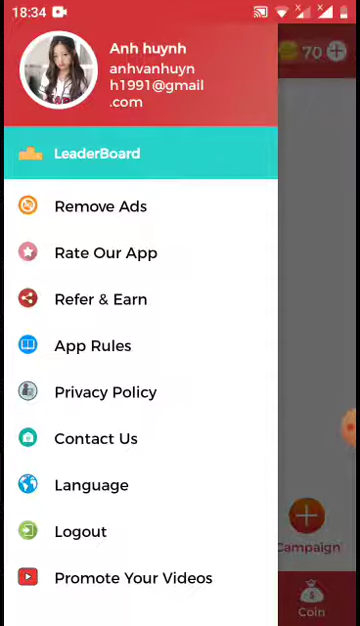 18:34
Anh huynh
anhvanhuyn
h1991@gmail
.com
70
LeaderBoard
Remove Ads
Rate Our App
Refer & Earn
App Rules
Privacy Policy
Contact Us
Language
Logout
Campaign
Promote Your Videos
Coin